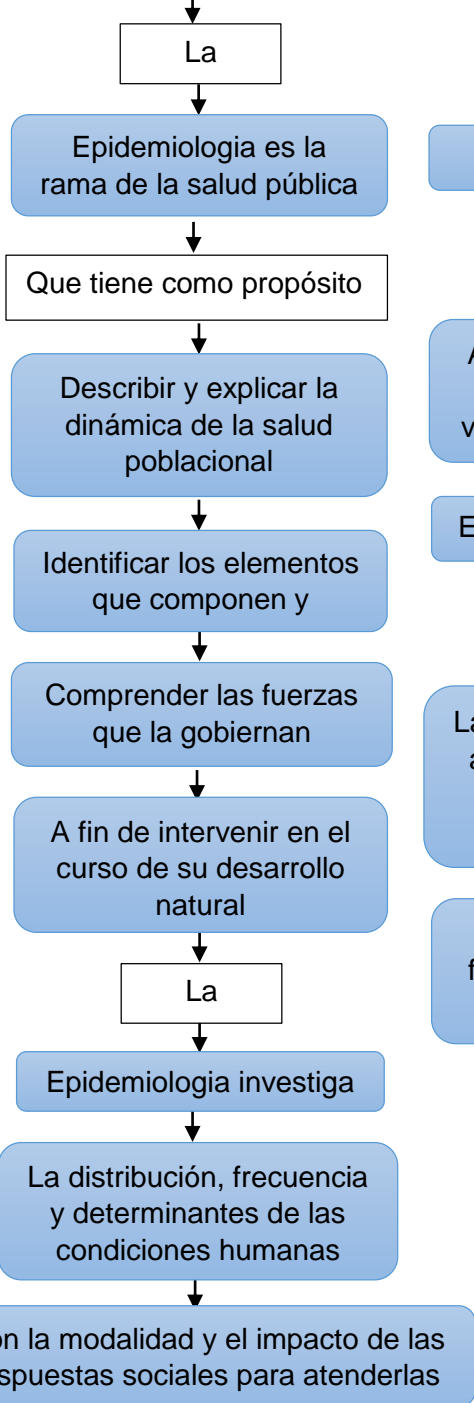 La
Epidemiologia es la
rama de la salud pública
Que tiene como propósito
Describir y explicar la
dinámica de la salud
poblacional
Identificar los elementos
que componen y
Comprender las fuerzas
que la gobiernan
A fin de intervenir en el
curso de su desarrollo
natural
La
Epidemiologia investiga
La distribución, frecuencia
y determinantes de las
condiciones humanas
la modalidad y el impacto de las
sociales para atenderlas